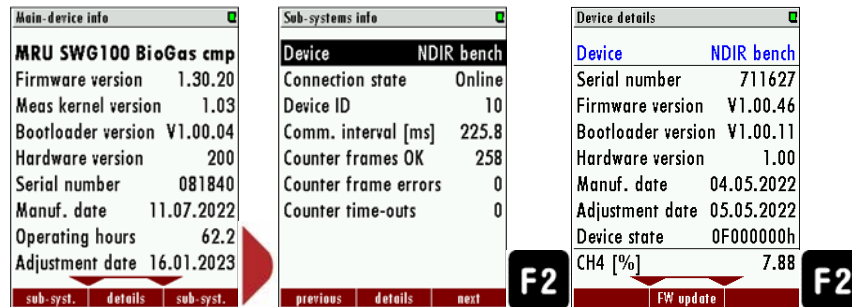 Main-device info
MRU SWG100 BioGas cmp
Firmware version 1.30.20
Meas kernel version 1.03
Bootloader version V1.00.04
Hardware version 200
Serial number 081840
Manuf. date 11.07.2022
Operating hours 62.2
Adjustment date 16.01.2023
sub-syst. details sub-syst.
Sub-systems info
Device NDIR bench
Connection state Online
Device ID 10
Comm. interval [ms] 225.8
Counter frames OK 258
Counter frame errors 0
Counter time-outs 0
previous details next
F2
Device details
Device NDIR bench
Serial number 711627
Firmware version V1.00.46
Bootloader version V1.00.11
Hardware version 1.00
Manuf. date 04.05.2022
Adjustment date 05.05.2022
Device state 0F000000h
CH4 [%] 7.88
FW update
F2